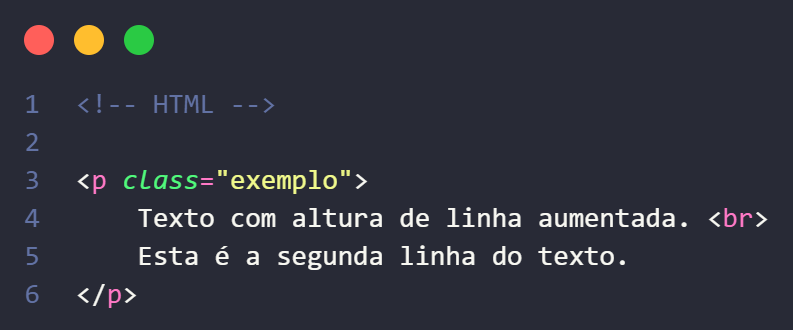 1 <!-- HTML -->
2
3 <p class="exemplo">
4     Texto com altura de linha aumentada. <br>
5     Esta é a segunda linha do texto.
6 </p>